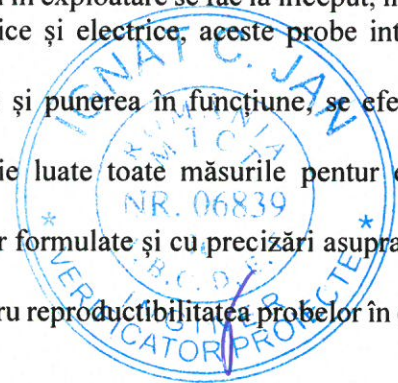 în exploatare se fac la început, în
ice și electrice, aceste probe int
și punerea în funcțiune, se efe
ie luate toate măsurile pentur e
r formulate și cu precizări asupra
ru reproductibilitatea probelor în
IGNAT C. JAN
ROMANIA
M T C T
NR. 06839
B.C.D.E.
* VERIFICATOR PROIECTE *